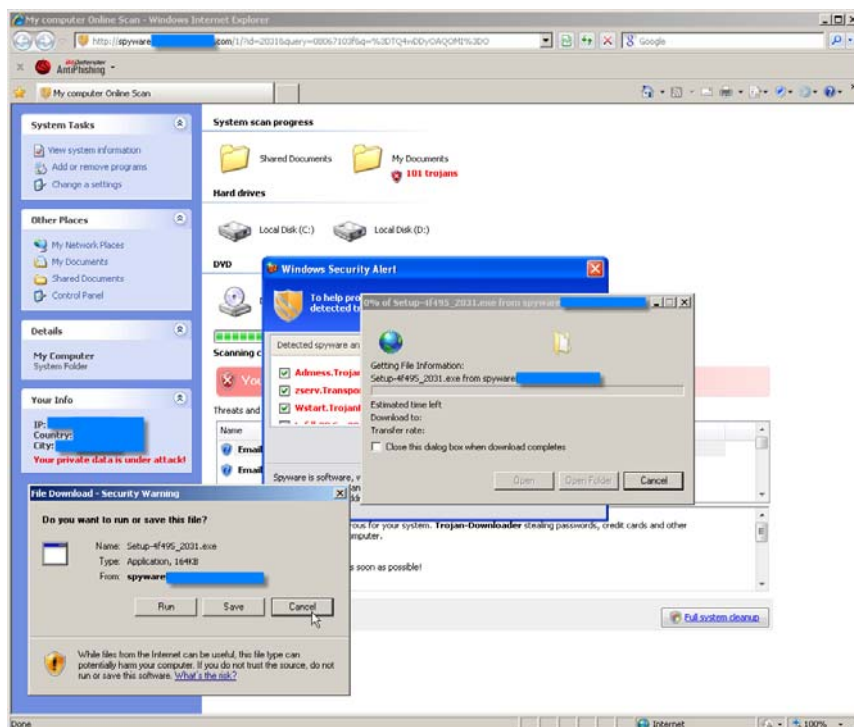 My computer Online Scan - Windows Internet Explorer
http://spyware .com/1/?id=2031&query=
Google
BitDefender
AntiPhishing
My computer Online Scan
System Tasks
View system information
Add or remove programs
Change a settings
Other Places
My Network Places
My Documents
Shared Documents
Control Panel
Details
My Computer
System Folder
Your Info
IP:
Country:
City:
Your private data is under attack!
System scan progress
Shared Documents
My Documents
101 trojans
Hard drives
Local Disk (C:)
Local Disk (D:)
DVD
Scanning c
You
Threats and
Name
Email
Email
Windows Security Alert
To help pro
detected
Detected spyware an
Admess.Trojan
zserv.Transpo
Wstart.Trojan
Spyware is software,
0% of Setup-4f495_2031.exe from spyware
Getting File Information:
Setup-4f495_2031.exe from spyware
Estimated time left
Download to:
Transfer rate:
Close this dialog box when download completes
Open
Open Folder
Cancel
rous for your system. Trojan-Downloader stealing passwords, credit cards and other
mputer.
s soon as possible!
Full system cleanup
File Download - Security Warning
Do you want to run or save this file?
Name: Setup-4f495_2031.exe
Type: Application, 164KB
From: spyware
Run
Save
Cancel
While files from the Internet can be useful, this file type can
potentially harm your computer. If you do not trust the source, do not
run or save this software. What's the risk?
Done
Internet
100%